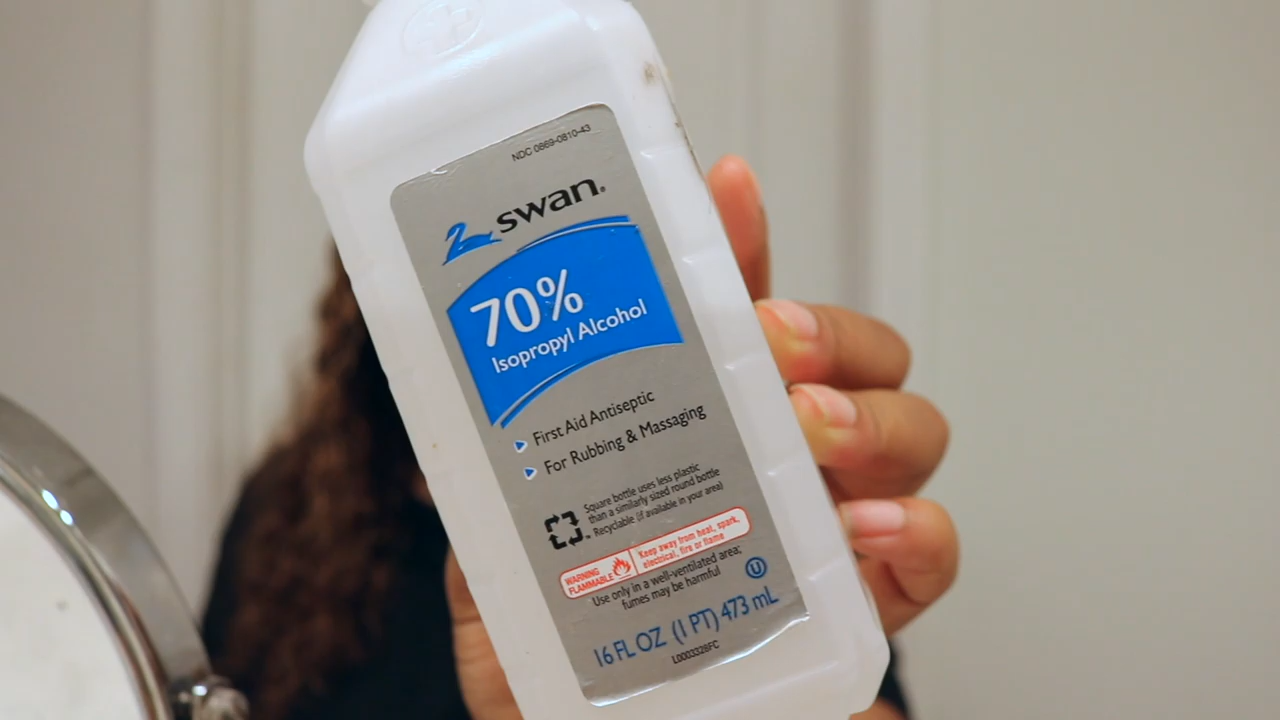 NDC 0869-0810-43
swan®
70%
Isopropyl Alcohol
First Aid Antiseptic
For Rubbing & Massaging
Square bottle uses less plastic
than a similarly sized round bottle
Recyclable (if available in your area)
WARNING
FLAMMABLE
Keep away from heat, spark,
electrical, fire or flame
Use only in a well-ventilated area;
fumes may be harmful
U
16 FL OZ (1 PT) 473 mL
L0003328FC